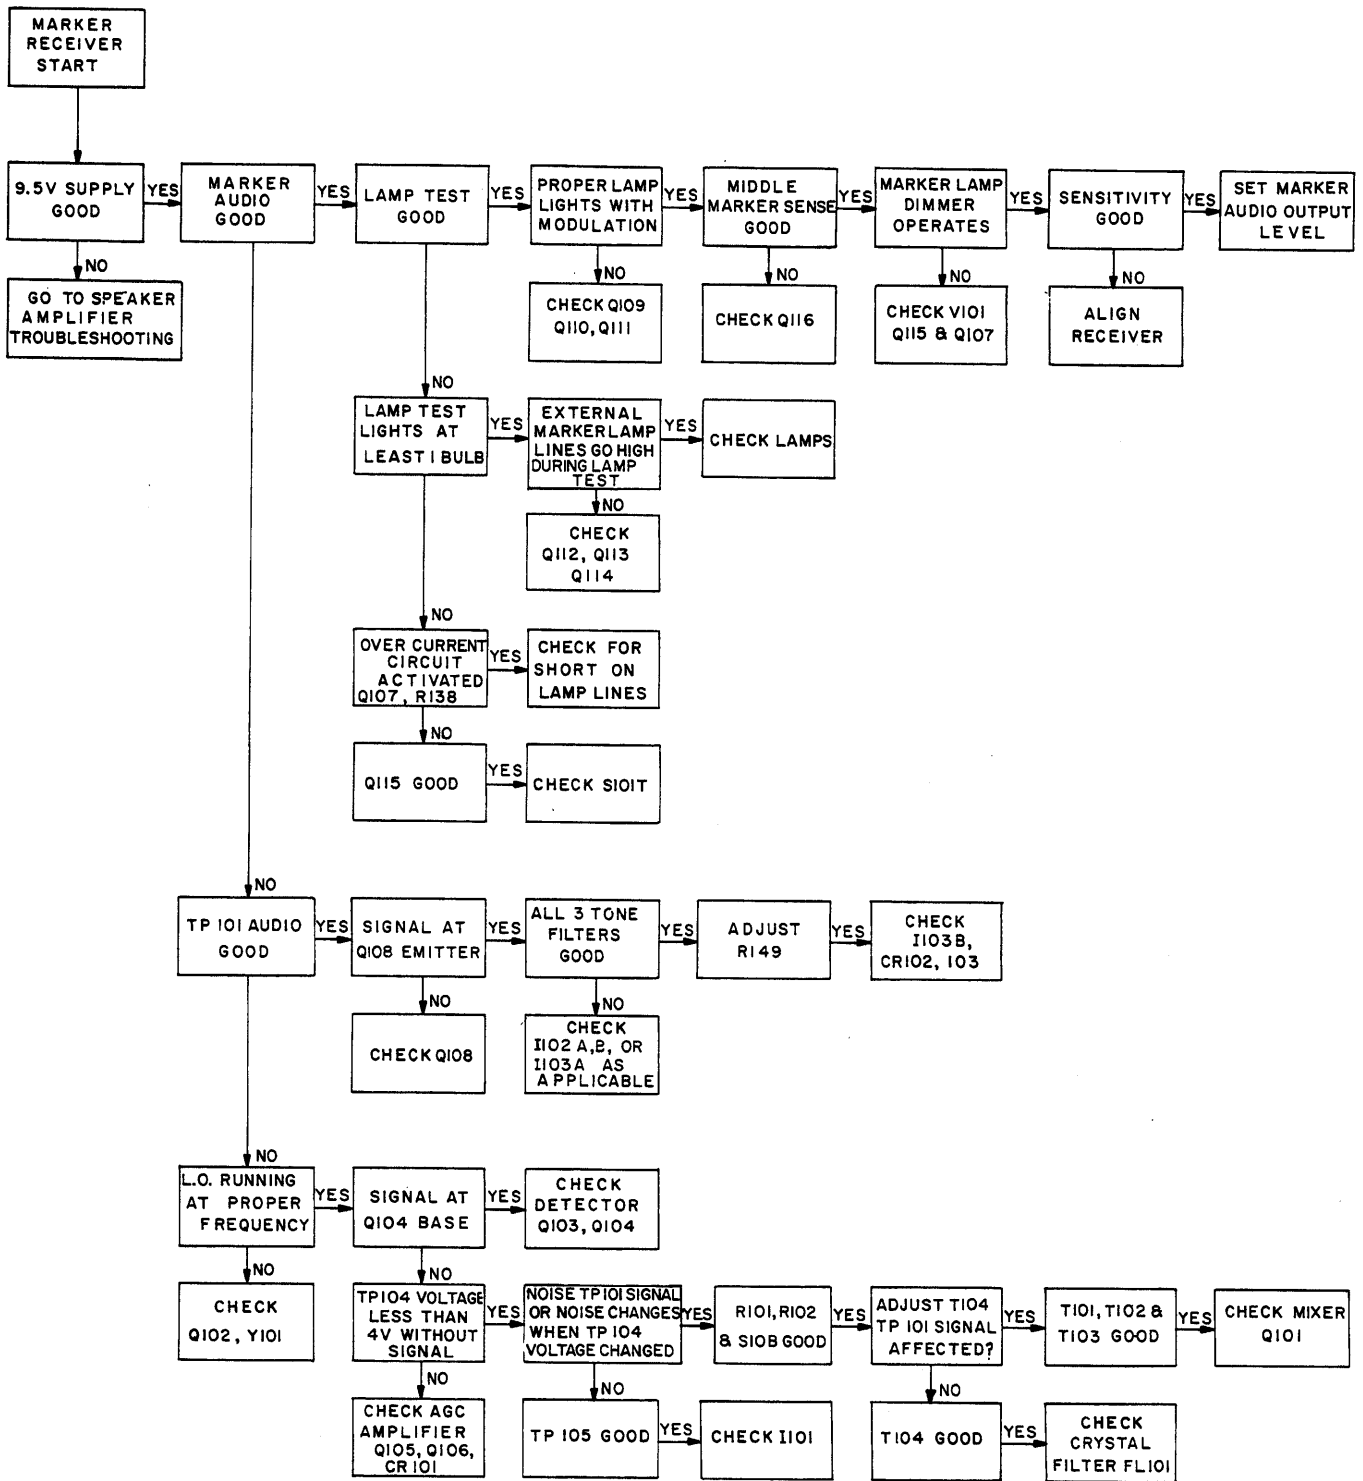 MARKER
RECEIVER
START
9.5V SUPPLY
GOOD
YES
MARKER
AUDIO
GOOD
YES
LAMP TEST
GOOD
YES
PROPER LAMP
LIGHTS WITH
MODULATION
YES
MIDDLE
MARKER SENSE
GOOD
YES
MARKER LAMP
DIMMER
OPERATES
YES
SENSITIVITY
GOOD
YES
SET MARKER
AUDIO OUTPUT
LEVEL
NO
GO TO SPEAKER
AMPLIFIER
TROUBLESHOOTING
NO
CHECK Q109
Q110, Q111
NO
CHECK Q116
NO
CHECK V101
Q115 & Q107
NO
ALIGN
RECEIVER
NO
LAMP TEST
LIGHTS AT
LEAST 1 BULB
YES
EXTERNAL
MARKER LAMP
LINES GO HIGH
DURING LAMP
TEST
YES
CHECK LAMPS
NO
CHECK
Q112, Q113
Q114
NO
OVER CURRENT
CIRCUIT
ACTIVATED
Q107, R138
YES
CHECK FOR
SHORT ON
LAMP LINES
NO
Q115 GOOD
YES
CHECK S101T
NO
TP 101 AUDIO
GOOD
YES
SIGNAL AT
Q108 EMITTER
YES
ALL 3 TONE
FILTERS
GOOD
YES
ADJUST
R149
YES
CHECK
I103B,
CR102, 103
NO
CHECK Q108
NO
CHECK
I102 A, B, OR
I103A AS
APPLICABLE
NO
L.O. RUNNING
AT PROPER
FREQUENCY
YES
SIGNAL AT
Q104 BASE
YES
CHECK
DETECTOR
Q103, Q104
NO
CHECK
Q102, Y101
NO
TP104 VOLTAGE
LESS THAN
4V WITHOUT
SIGNAL
YES
NOISE TP101 SIGNAL
OR NOISE CHANGES
WHEN TP 104
VOLTAGE CHANGED
YES
R101, R102
& S10B GOOD
YES
ADJUST T104
TP 101 SIGNAL
AFFECTED?
YES
T101, T102 &
T103 GOOD
YES
CHECK MIXER
Q101
NO
CHECK AGC
AMPLIFIER
Q105, Q106,
CR101
NO
TP 105 GOOD
YES
CHECK I101
NO
T104 GOOD
YES
CHECK
CRYSTAL
FILTER FL101